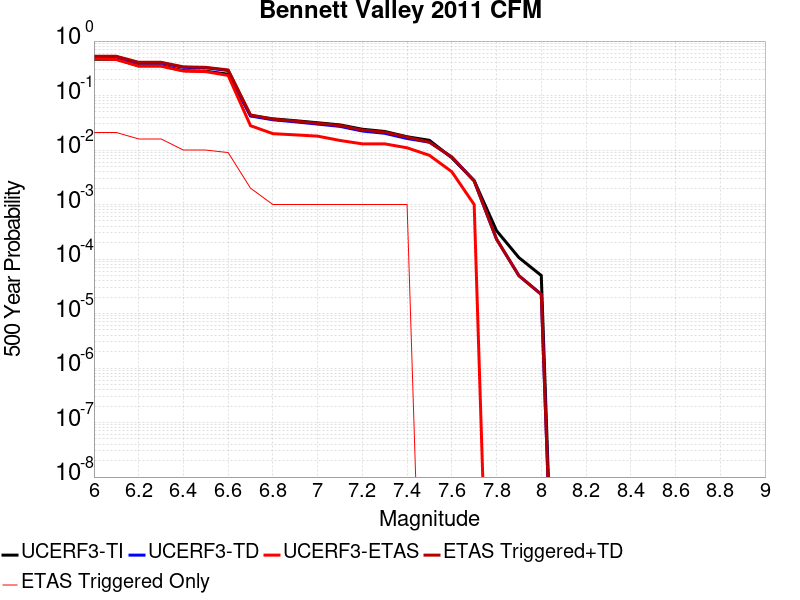 Bennett Valley 2011 CFM
10^0
10^-1
10^-2
10^-3
10^-4
10^-5
10^-6
10^-7
10^-8
500 Year Probability
6 6.2 6.4 6.6 6.8 7 7.2 7.4 7.6 7.8 8 8.2 8.4 8.6 8.8 9
Magnitude
UCERF3-TI UCERF3-TD UCERF3-ETAS ETAS Triggered+TD
ETAS Triggered Only